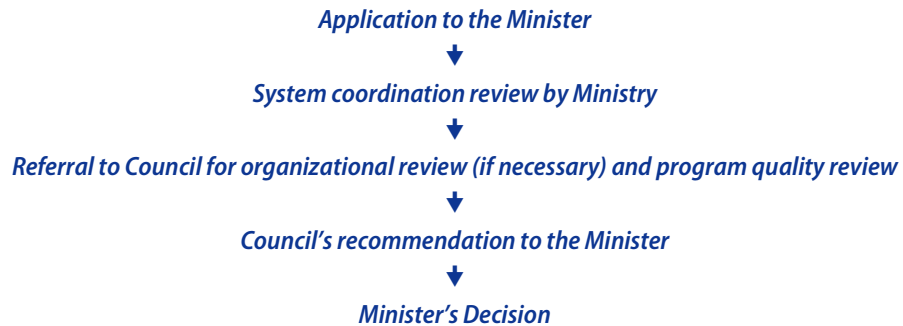 Application to the Minister
System coordination review by Ministry
Referral to Council for organizational review (if necessary) and program quality review
Council’s recommendation to the Minister
Minister’s Decision